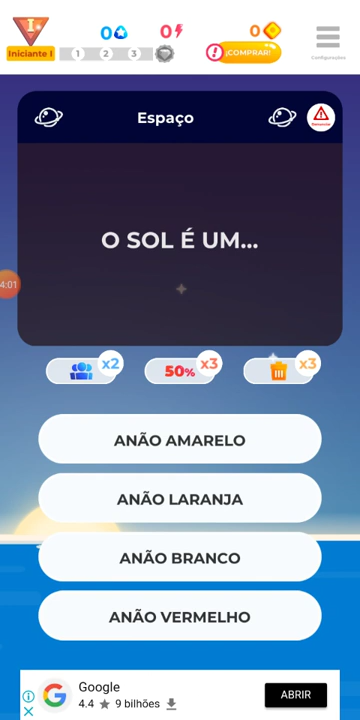 0 0 0
I
Iniciante I 1 2 3 ¡COMPRAR!
Configurações
Espaço
O SOL É UM...
4:01
x2 50% x3 x3
ANÃO AMARELO
ANÃO LARANJA
ANÃO BRANCO
ANÃO VERMELHO
Google
4.4 ★ 9 bilhões
ABRIR